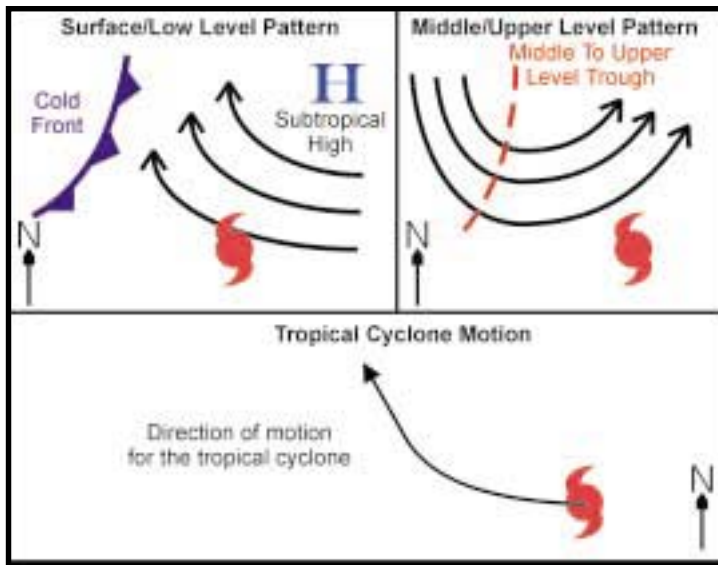 Surface/Low Level Pattern
Cold
Front
H
Subtropical
High
N
Middle/Upper Level Pattern
Middle To Upper
Level Trough
N
Tropical Cyclone Motion
Direction of motion
for the tropical cyclone
N